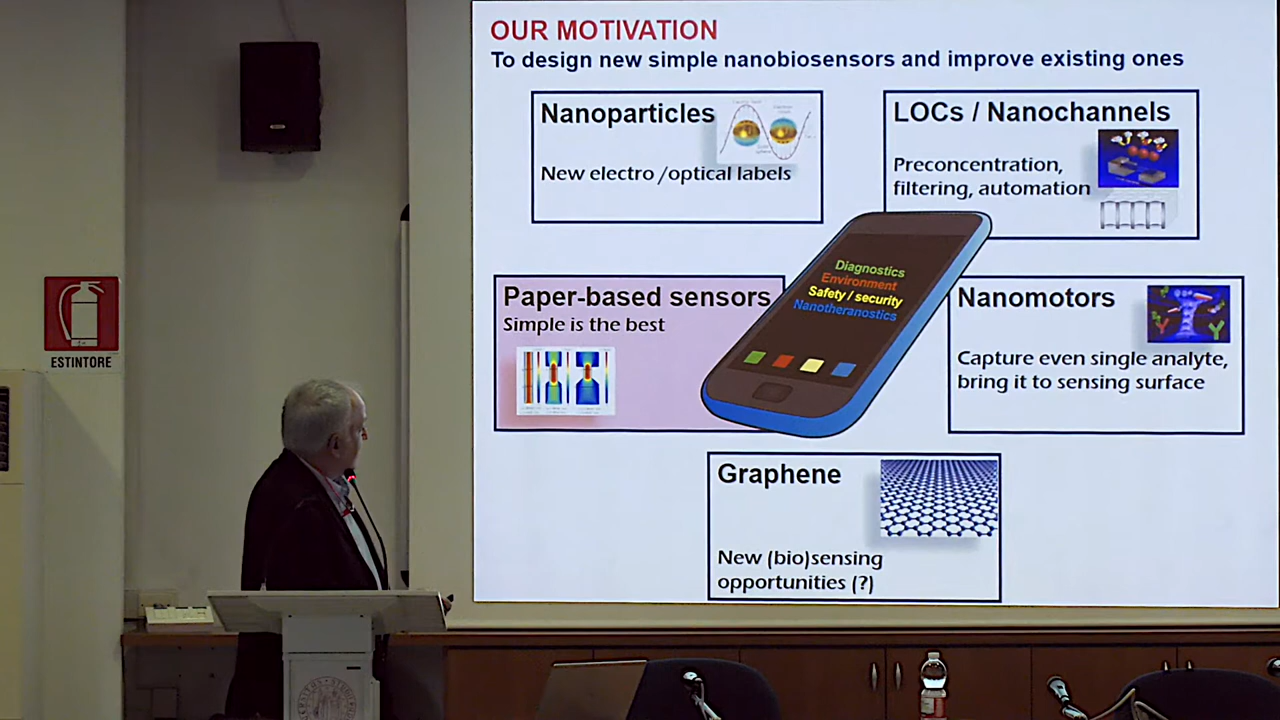 OUR MOTIVATION
To design new simple nanobiosensors and improve existing ones
Nanoparticles
New electro /optical labels
LOCs / Nanochannels
Preconcentration,
filtering, automation
Diagnostics
Environment
Safety / security
Nanotheranostics
Paper-based sensors
Simple is the best
Nanomotors
Capture even single analyte,
bring it to sensing surface
Graphene
New (bio)sensing
opportunities (?)
ESTINTORE